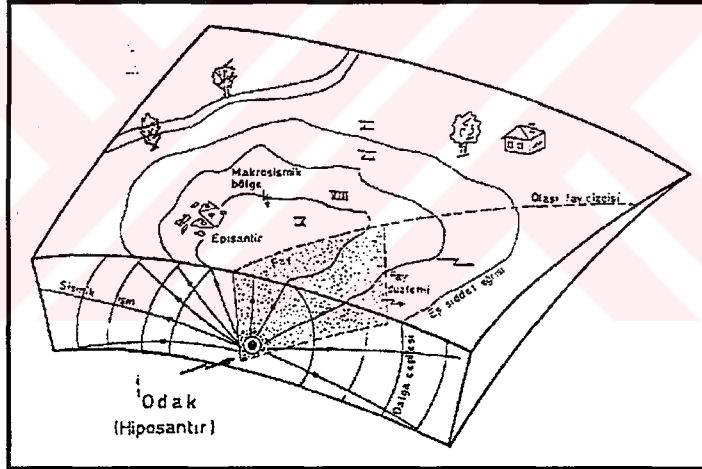 Makrosismik
bölge
VIII
IX
Episantır
Olası fay çizgisi
Fay
Fay
düzlemi
Eş şiddet eğrisi
Sismik
ışın
Dalga cephesi
Odak
(Hiposantır)